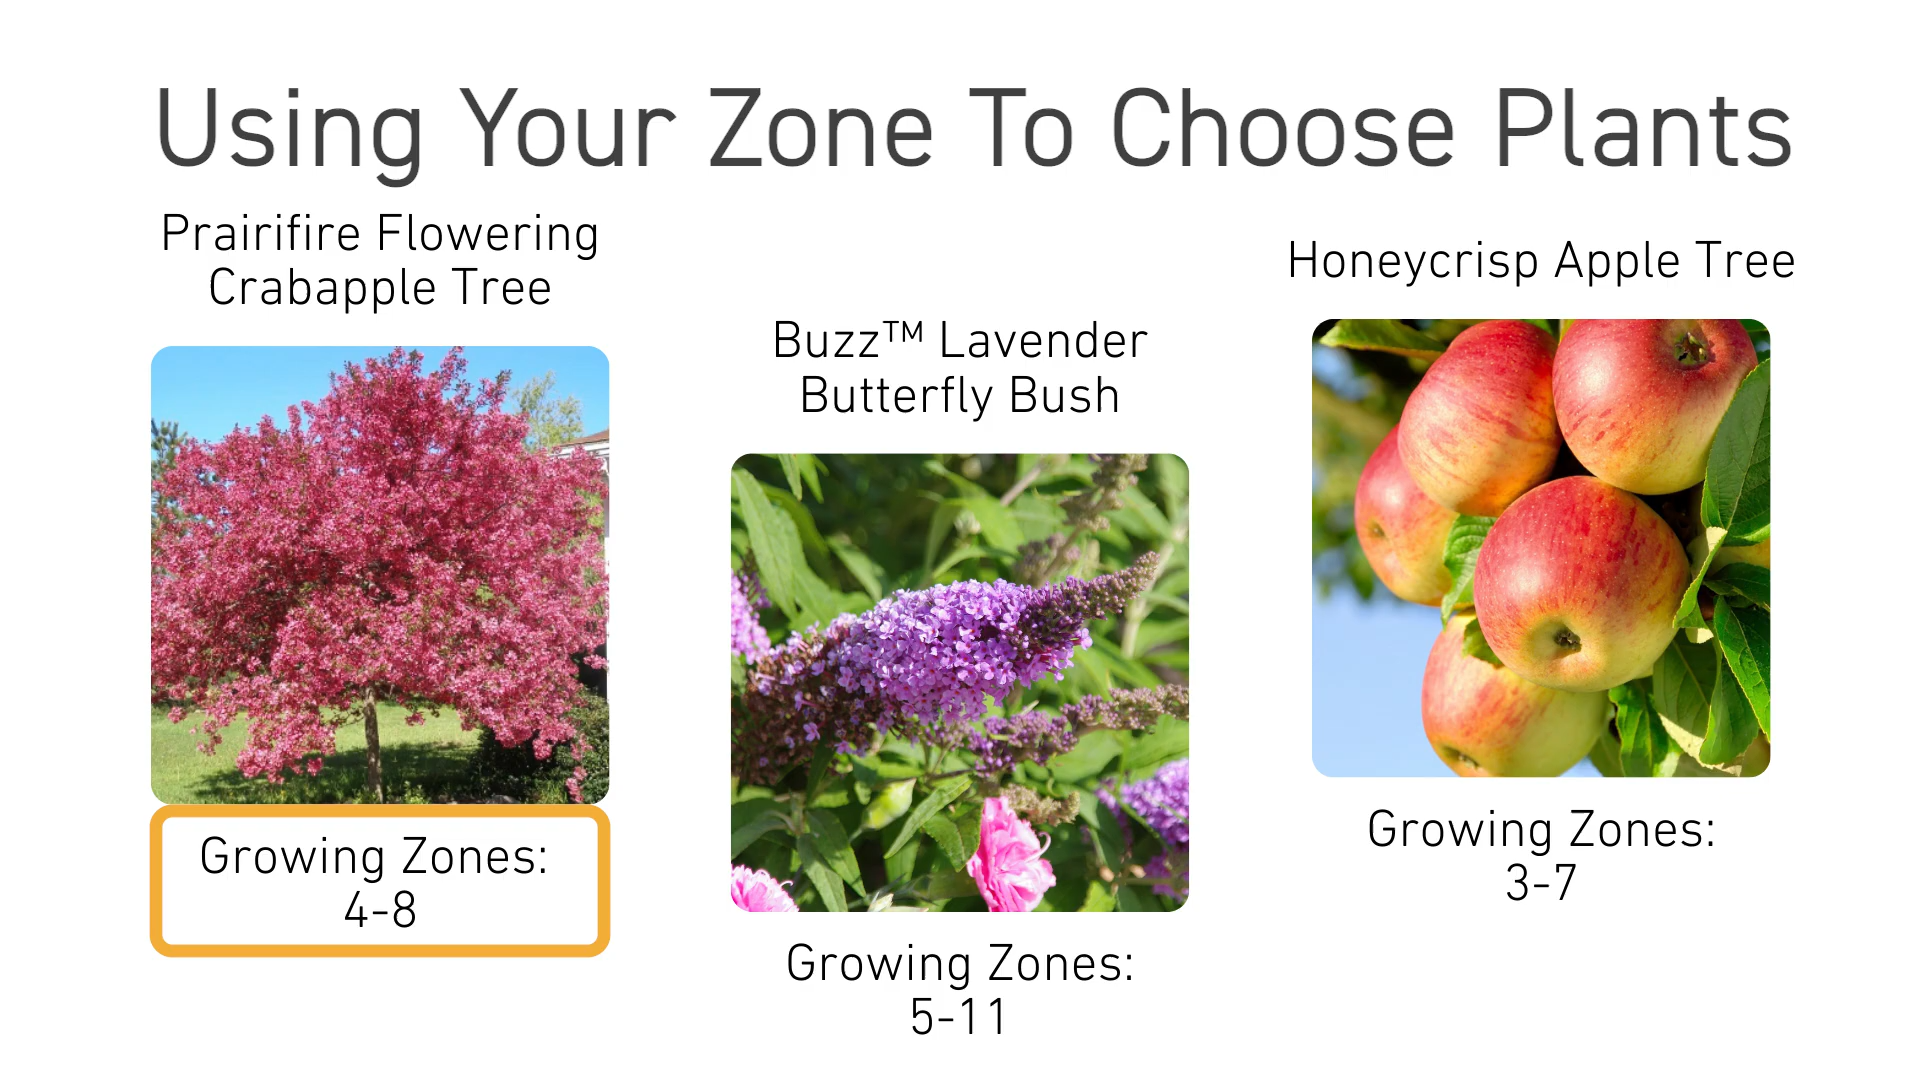 Using Your Zone To Choose Plants
Prairifire Flowering
Crabapple Tree
Growing Zones:
4-8
Buzz™ Lavender
Butterfly Bush
Growing Zones:
5-11
Honeycrisp Apple Tree
Growing Zones:
3-7